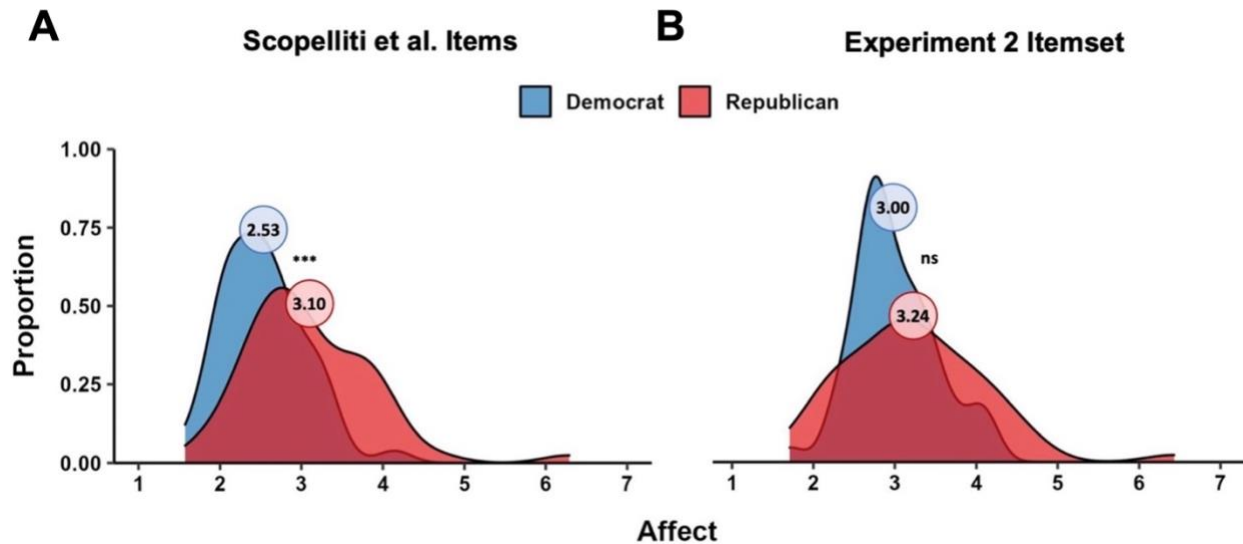 A
Scopelliti et al. Items
B
Experiment 2 Itemset
Democrat
Republican
Proportion
1.00
0.75
0.50
0.25
0.00
2.53
***
3.10
1 2 3 4 5 6 7
3.00
ns
3.24
1 2 3 4 5 6 7
Affect